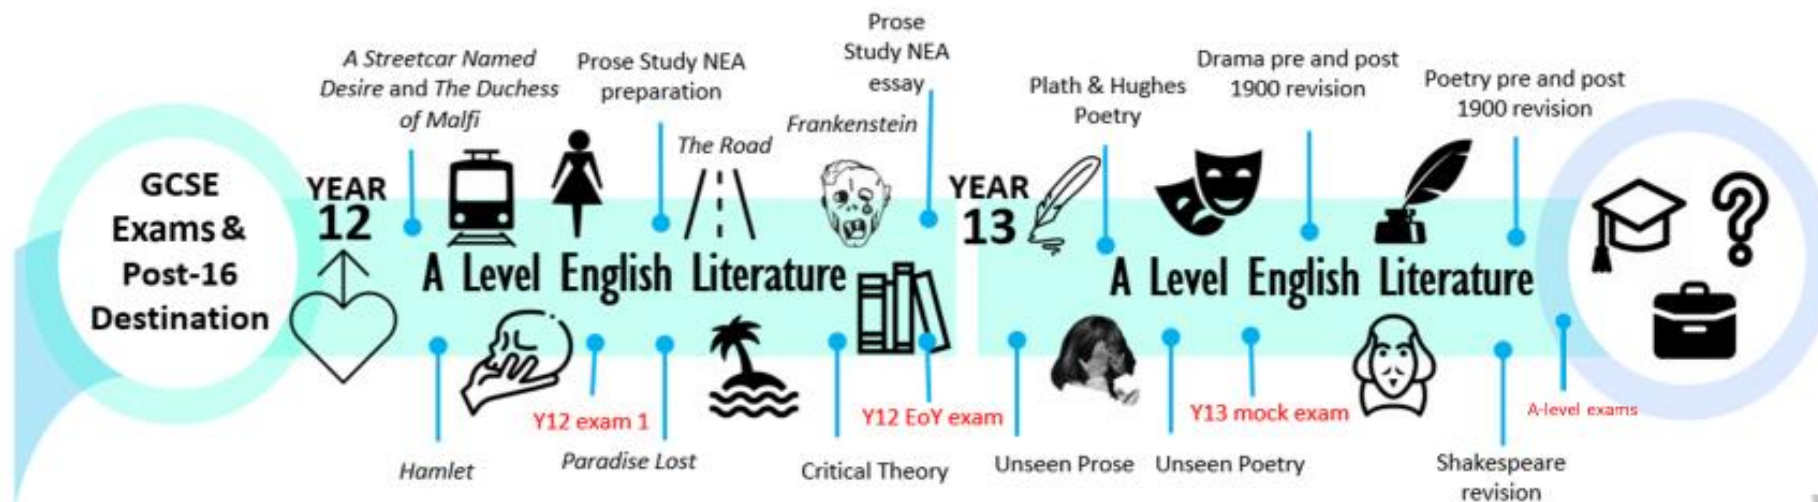 GCSE
Exams &
Post-16
Destination
YEAR
12
A Streetcar Named
Desire and The Duchess
of Malfi
Prose Study NEA
preparation
The Road
Frankenstein
Prose
Study NEA
essay
A Level English Literature
Hamlet
Y12 exam 1
Paradise Lost
Critical Theory
Y12 EoY exam
YEAR
13
Plath & Hughes
Poetry
Drama pre and post
1900 revision
Poetry pre and post
1900 revision
A Level English Literature
Unseen Prose
Unseen Poetry
Y13 mock exam
Shakespeare
revision
A-level exams